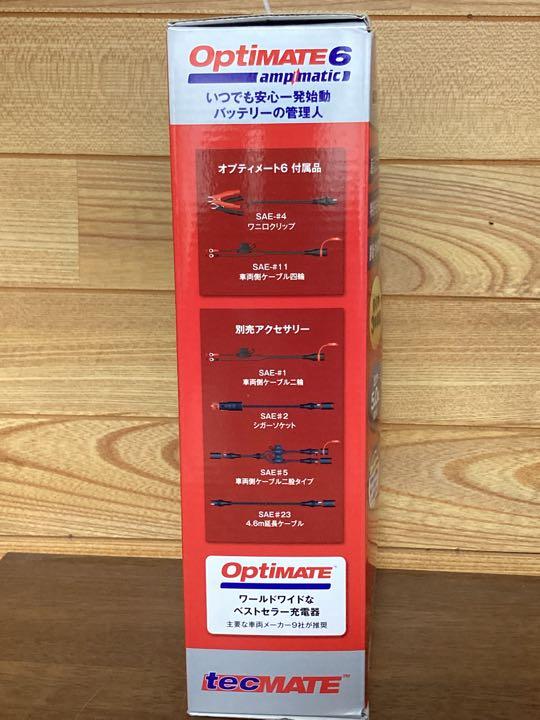 OptiMATE 6
ampmatic
いつでも安心一発始動
バッテリーの管理人
オプティメート6 付属品
SAE-#4
ワニ口クリップ
SAE-#11
車両側ケーブル四輪
別売アクセサリー
SAE-#1
車両側ケーブル二輪
SAE#2
シガーソケット
SAE#5
車両側ケーブル二股タイプ
SAE#23
4.6m延長ケーブル
OptiMATE™
ワールドワイドな
ベストセラー充電器
主要な車両メーカー9社が推奨
tecMATE™